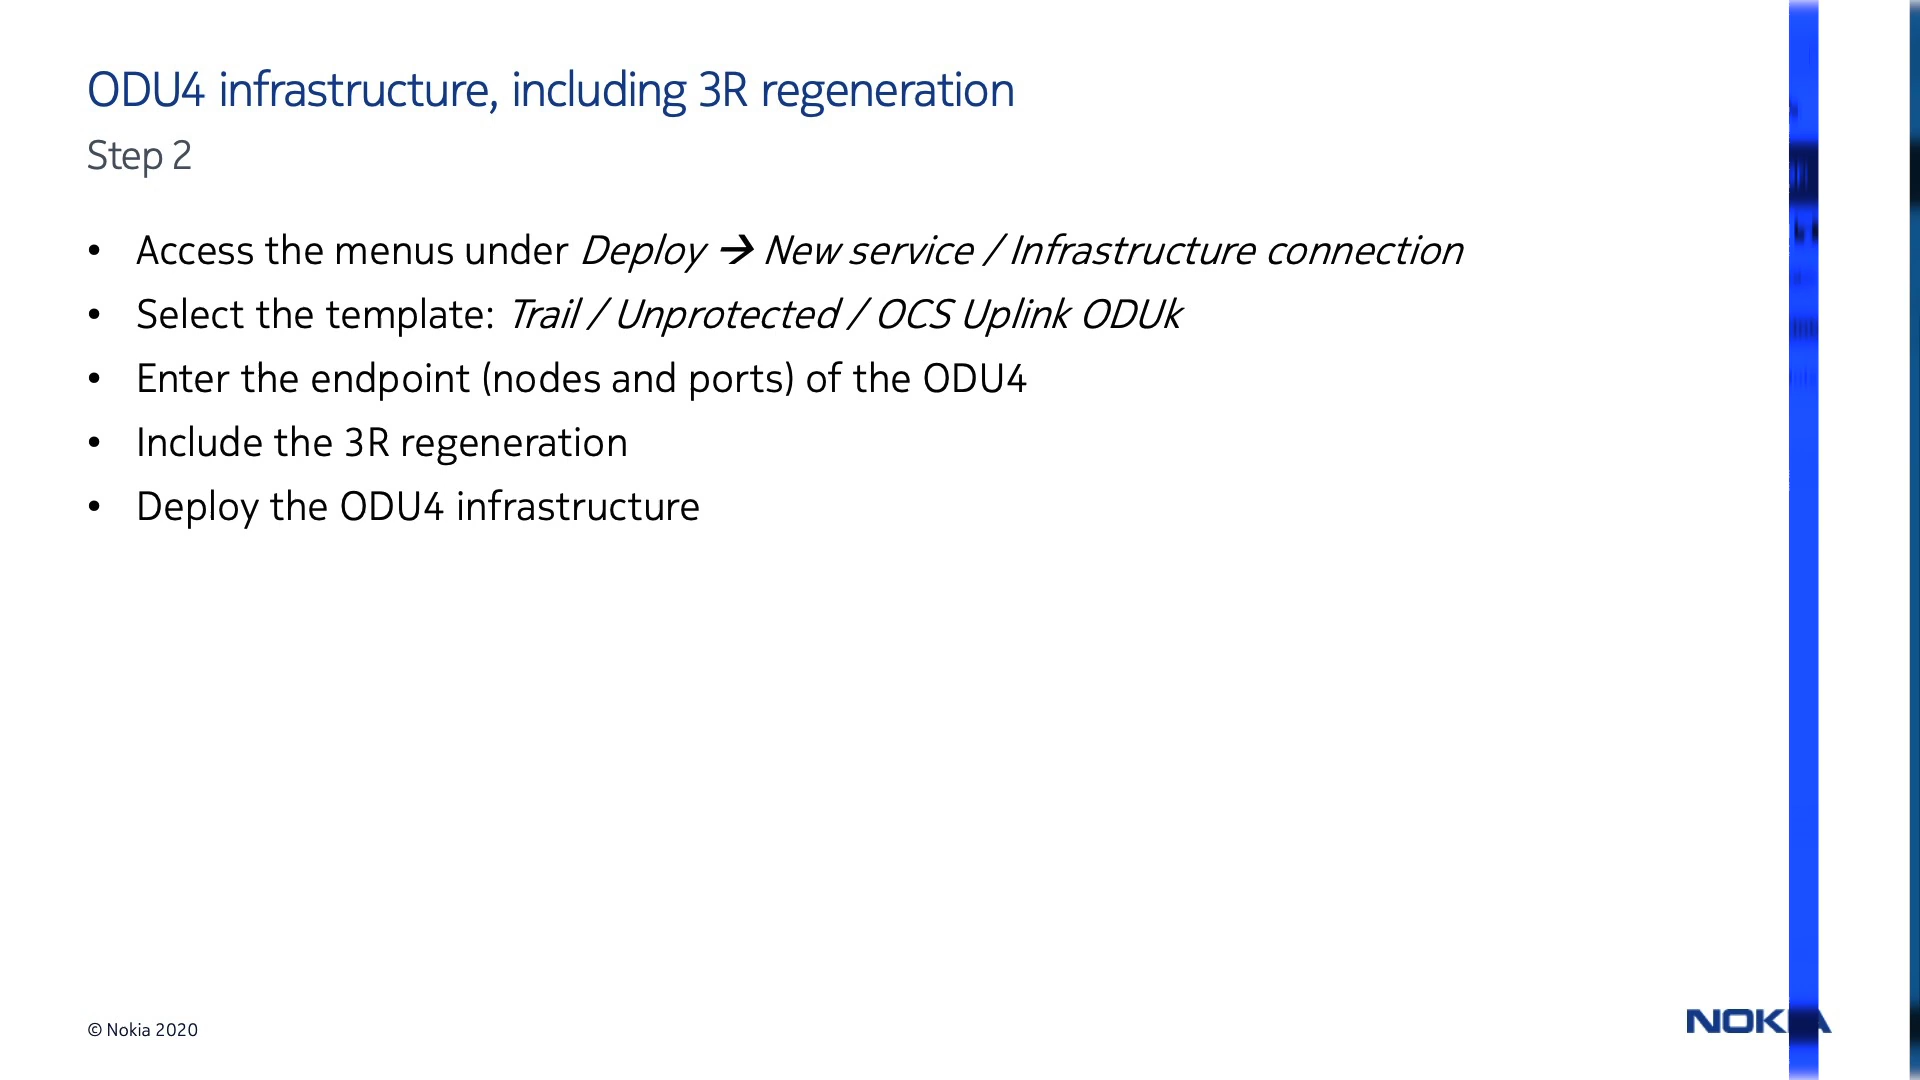 ODU4 infrastructure, including 3R regeneration
Step 2
• Access the menus under Deploy → New service / Infrastructure connection
• Select the template: Trail / Unprotected / OCS Uplink ODUk
• Enter the endpoint (nodes and ports) of the ODU4
• Include the 3R regeneration
• Deploy the ODU4 infrastructure
© Nokia 2020
NOKIA